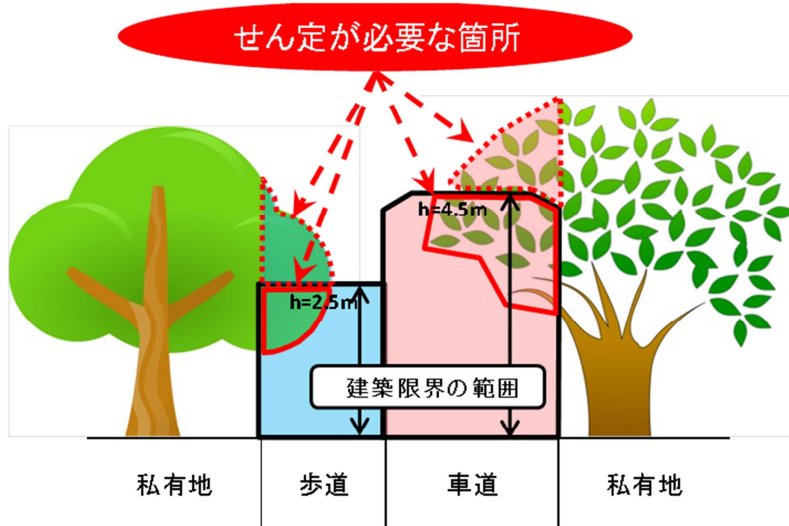 せん定が必要な箇所
h=4.5m
h=2.5m
建築限界の範囲
私有地
歩道
車道
私有地